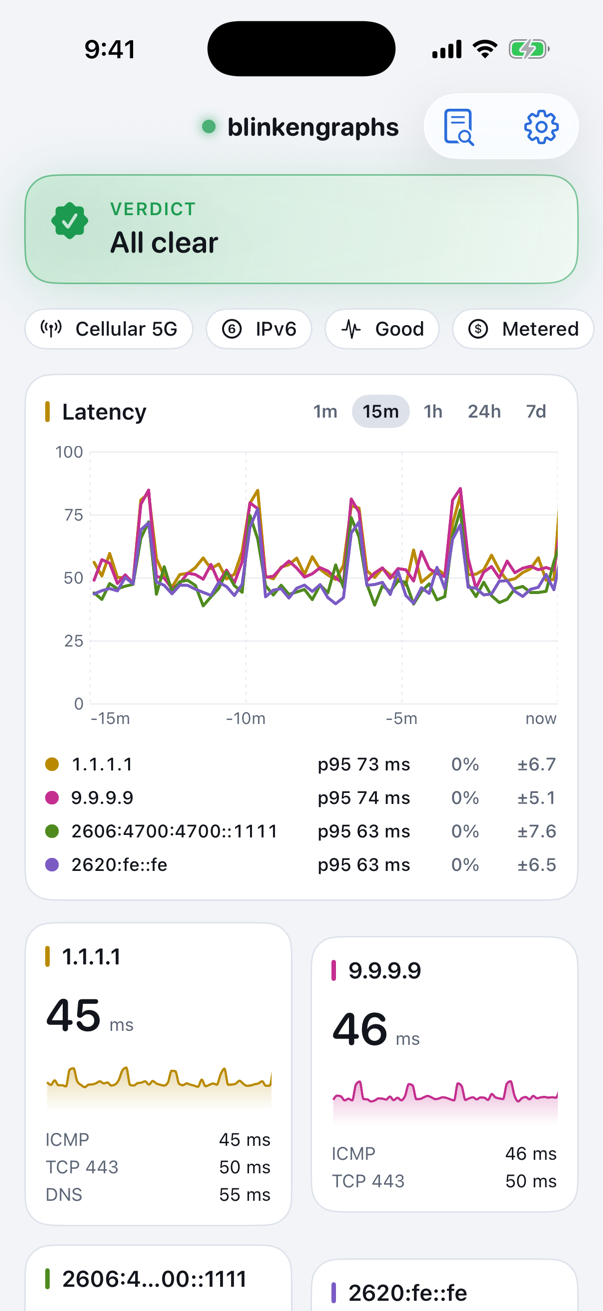 9:41
blinkengraphs
VERDICT
All clear
Cellular 5G
6 IPv6
Good
$ Metered
Latency 1m 15m 1h 24h 7d
100
75
50
25
0
-15m -10m -5m now
1.1.1.1 p95 73 ms 0% ±6.7
9.9.9.9 p95 74 ms 0% ±5.1
2606:4700:4700::1111 p95 63 ms 0% ±7.6
2620:fe::fe p95 63 ms 0% ±6.5
1.1.1.1
45 ms
ICMP 45 ms
TCP 443 50 ms
DNS 55 ms
9.9.9.9
46 ms
ICMP 46 ms
TCP 443 50 ms
2606:4...00::1111
2620:fe::fe